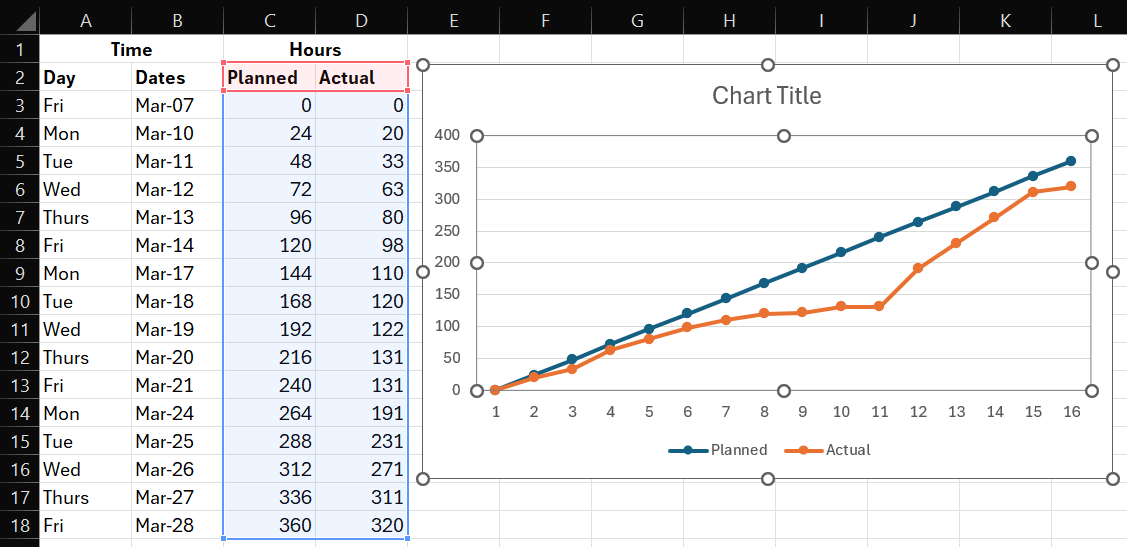 A B C D E F G H I J K L
1 Time Hours
2 Day Dates Planned Actual
3 Fri Mar-07 0 0
4 Mon Mar-10 24 20
5 Tue Mar-11 48 33
6 Wed Mar-12 72 63
7 Thurs Mar-13 96 80
8 Fri Mar-14 120 98
9 Mon Mar-17 144 110
10 Tue Mar-18 168 120
11 Wed Mar-19 192 122
12 Thurs Mar-20 216 131
13 Fri Mar-21 240 131
14 Mon Mar-24 264 191
15 Tue Mar-25 288 231
16 Wed Mar-26 312 271
17 Thurs Mar-27 336 311
18 Fri Mar-28 360 320
Chart Title
400
350
300
250
200
150
100
50
0
1 2 3 4 5 6 7 8 9 10 11 12 13 14 15 16
Planned Actual